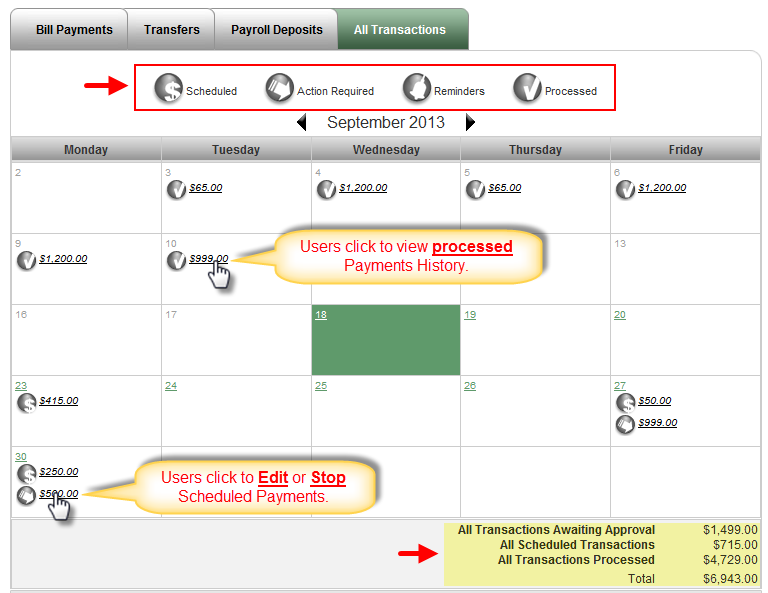 Bill Payments Transfers Payroll Deposits All Transactions
Scheduled Action Required Reminders Processed
September 2013
Monday Tuesday Wednesday Thursday Friday
2 3 4 5 6
$65.00 $1,200.00 $65.00 $1,200.00
9 10 13
$1,200.00 $999.00
Users click to view processed
Payments History.
16 17 18 19 20
23 24 25 26 27
$415.00 $50.00
$999.00
30
$250.00
$500.00
Users click to Edit or Stop
Scheduled Payments.
All Transactions Awaiting Approval $1,499.00
All Scheduled Transactions $715.00
All Transactions Processed $4,729.00
Total $6,943.00